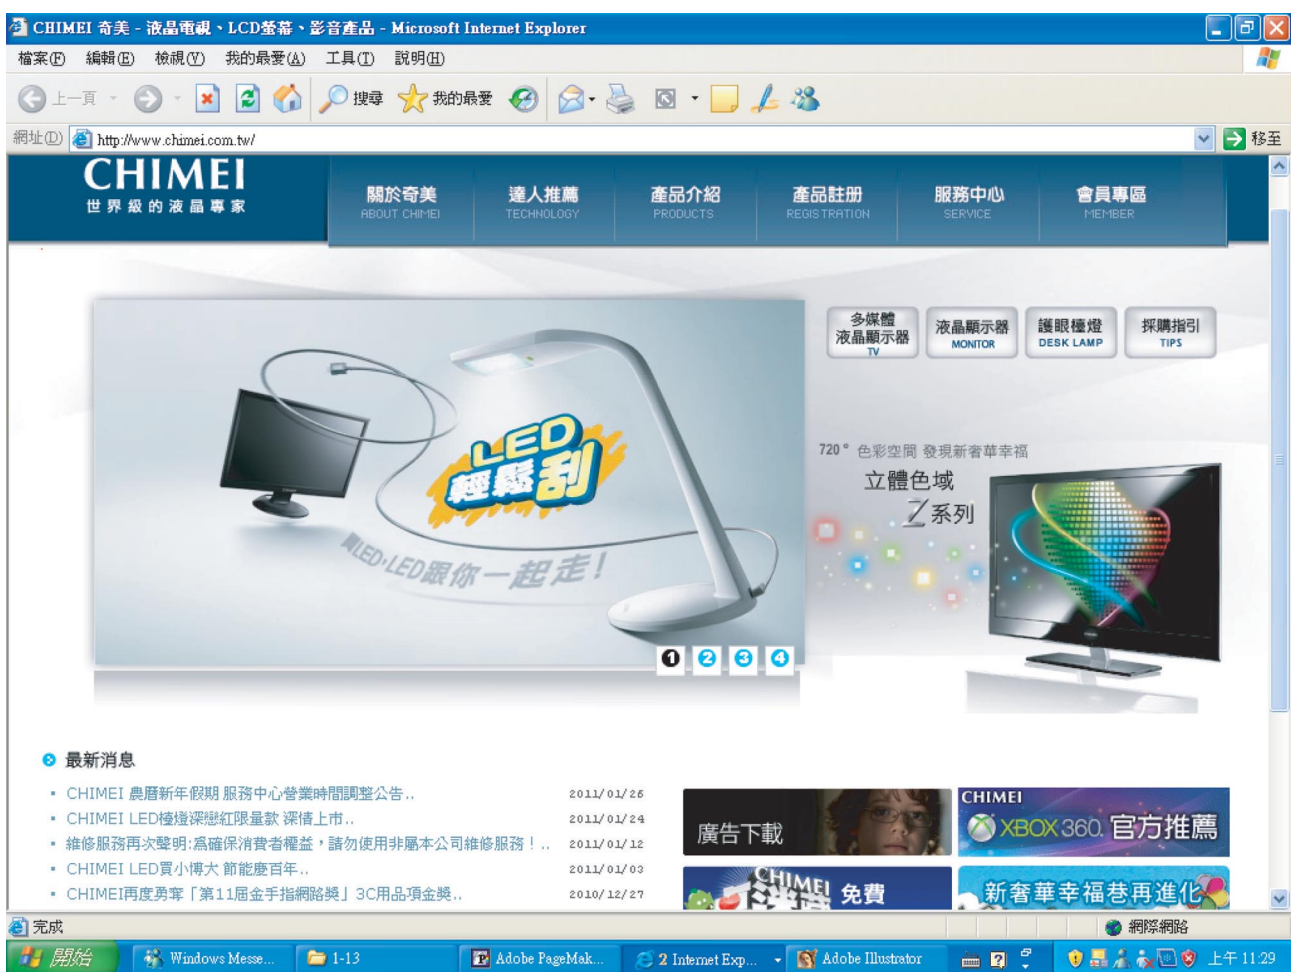 CHIMEI 奇美 - 液晶電視、LCD螢幕、影音產品 - Microsoft Internet Explorer
檔案(F) 編輯(E) 檢視(V) 我的最愛(A) 工具(T) 說明(H)
上一頁 搜尋 我的最愛
網址(D) http://www.chimei.com.tw/ 移至
CHIMEI
世界級的液晶專家
關於奇美 達人推薦 產品介紹 產品註册 服務中心 會員專區
ABOUT CHIMEI TECHNOLOGY PRODUCTS REGISTRATION SERVICE MEMBER
多媒體
液晶顯示器
TV
液晶顯示器
MONITOR
護眼檯燈
DESK LAMP
採購指引
TIPS
LED
輕鬆刮
LED·LED跟你一起走!
720° 色彩空間 發現新奢華幸福
立體色域
Z系列
1 2 3 4
最新消息
CHIMEI 農曆新年假期 服務中心營業時間調整公告.. 2011/01/26
CHIMEI LED檯燈深戀紅限量款 深情上市.. 2011/01/24
維修服務再次聲明:為確保消費者權益，請勿使用非屬本公司維修服務！.. 2011/01/12
CHIMEI LED買小博大 節能慶百年.. 2011/01/03
CHIMEI再度勇奪「第11屆金手指網路獎」3C用品項金獎.. 2010/12/27
廣告下載
CHIMEI
XBOX 360. 官方推薦
CHIMEI 免費
新奢華幸福巷再進化
完成 網際網路
開始 Windows Messe... 1-13 Adobe PageMak... 2 Internet Exp... Adobe Illustrator 上午 11:29